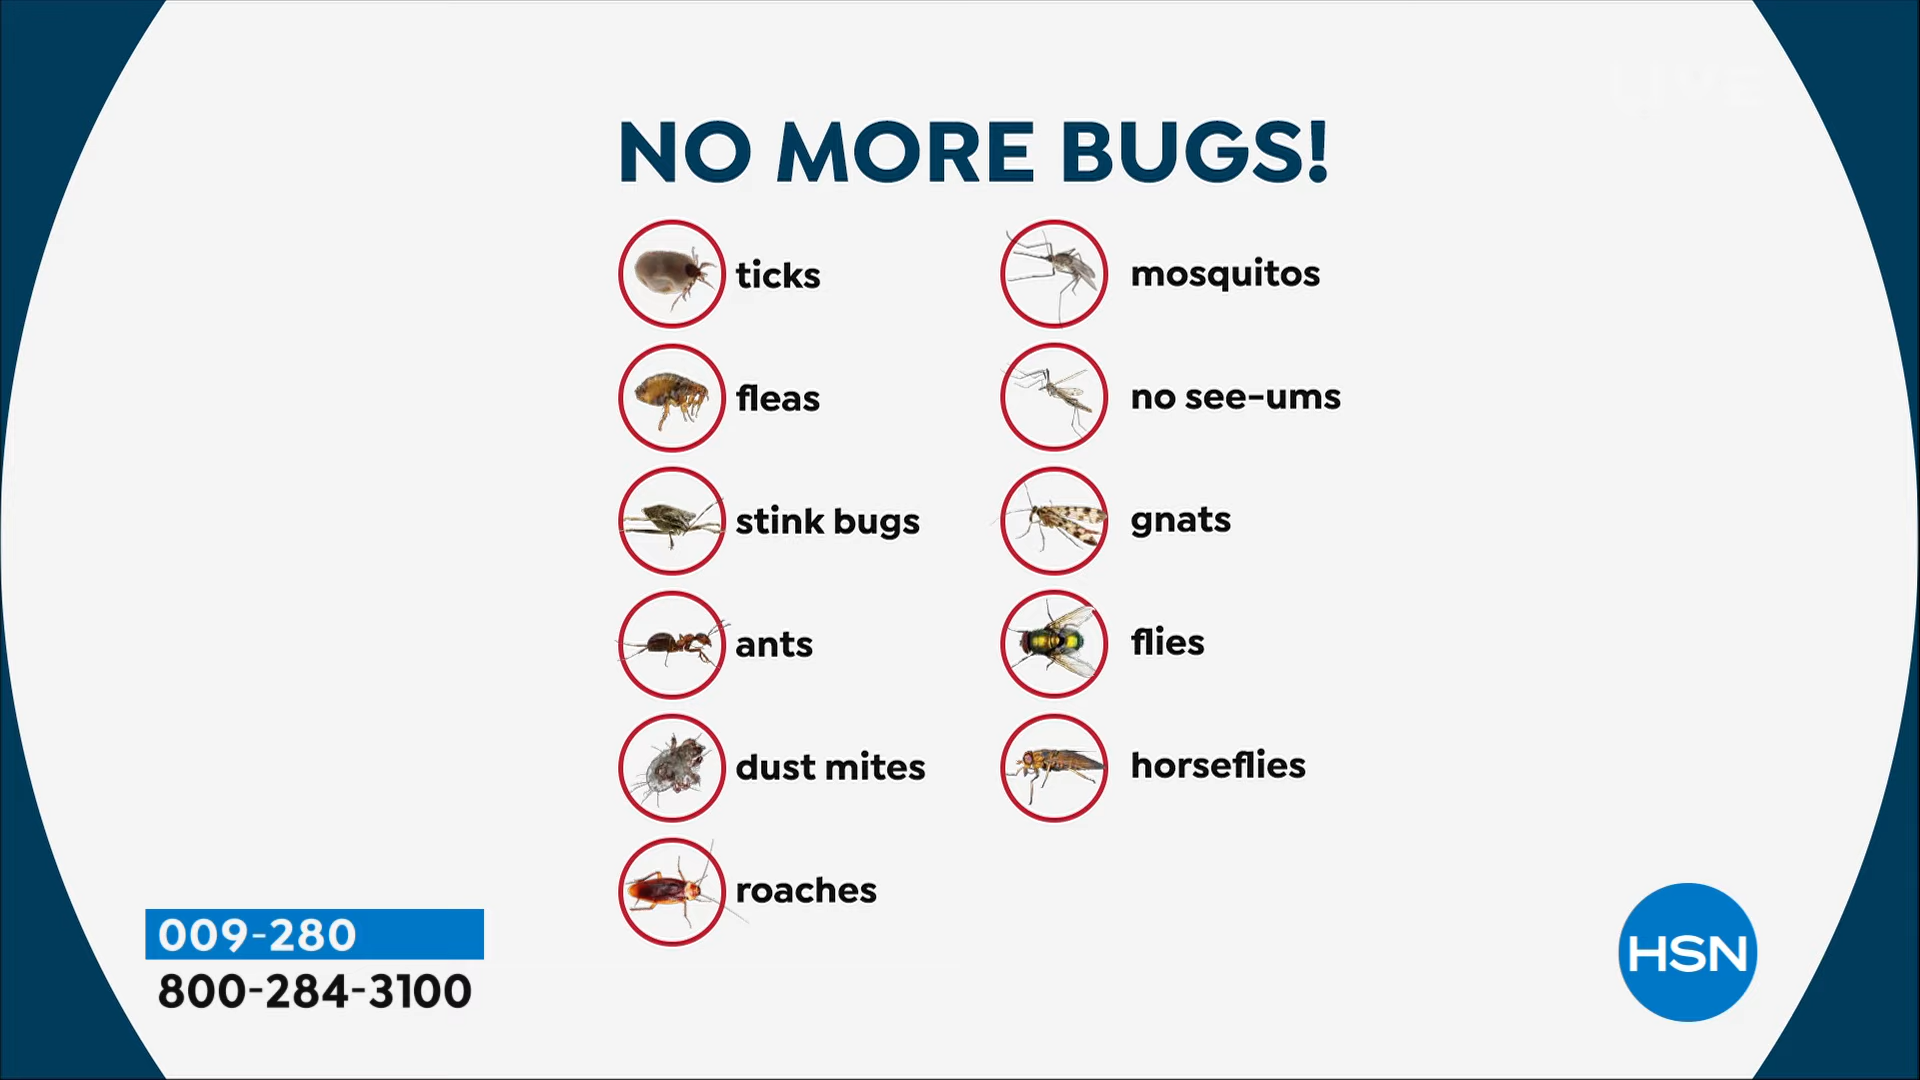 LIVE
NO MORE BUGS!
ticks
fleas
stink bugs
ants
dust mites
roaches
mosquitos
no see-ums
gnats
flies
horseflies
009-280
800-284-3100
HSN